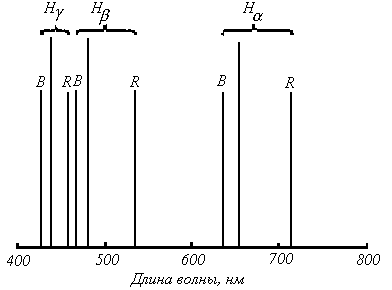 Hγ Hβ Hα
B R B R B R
400 500 600 700 800
Длина волны, нм